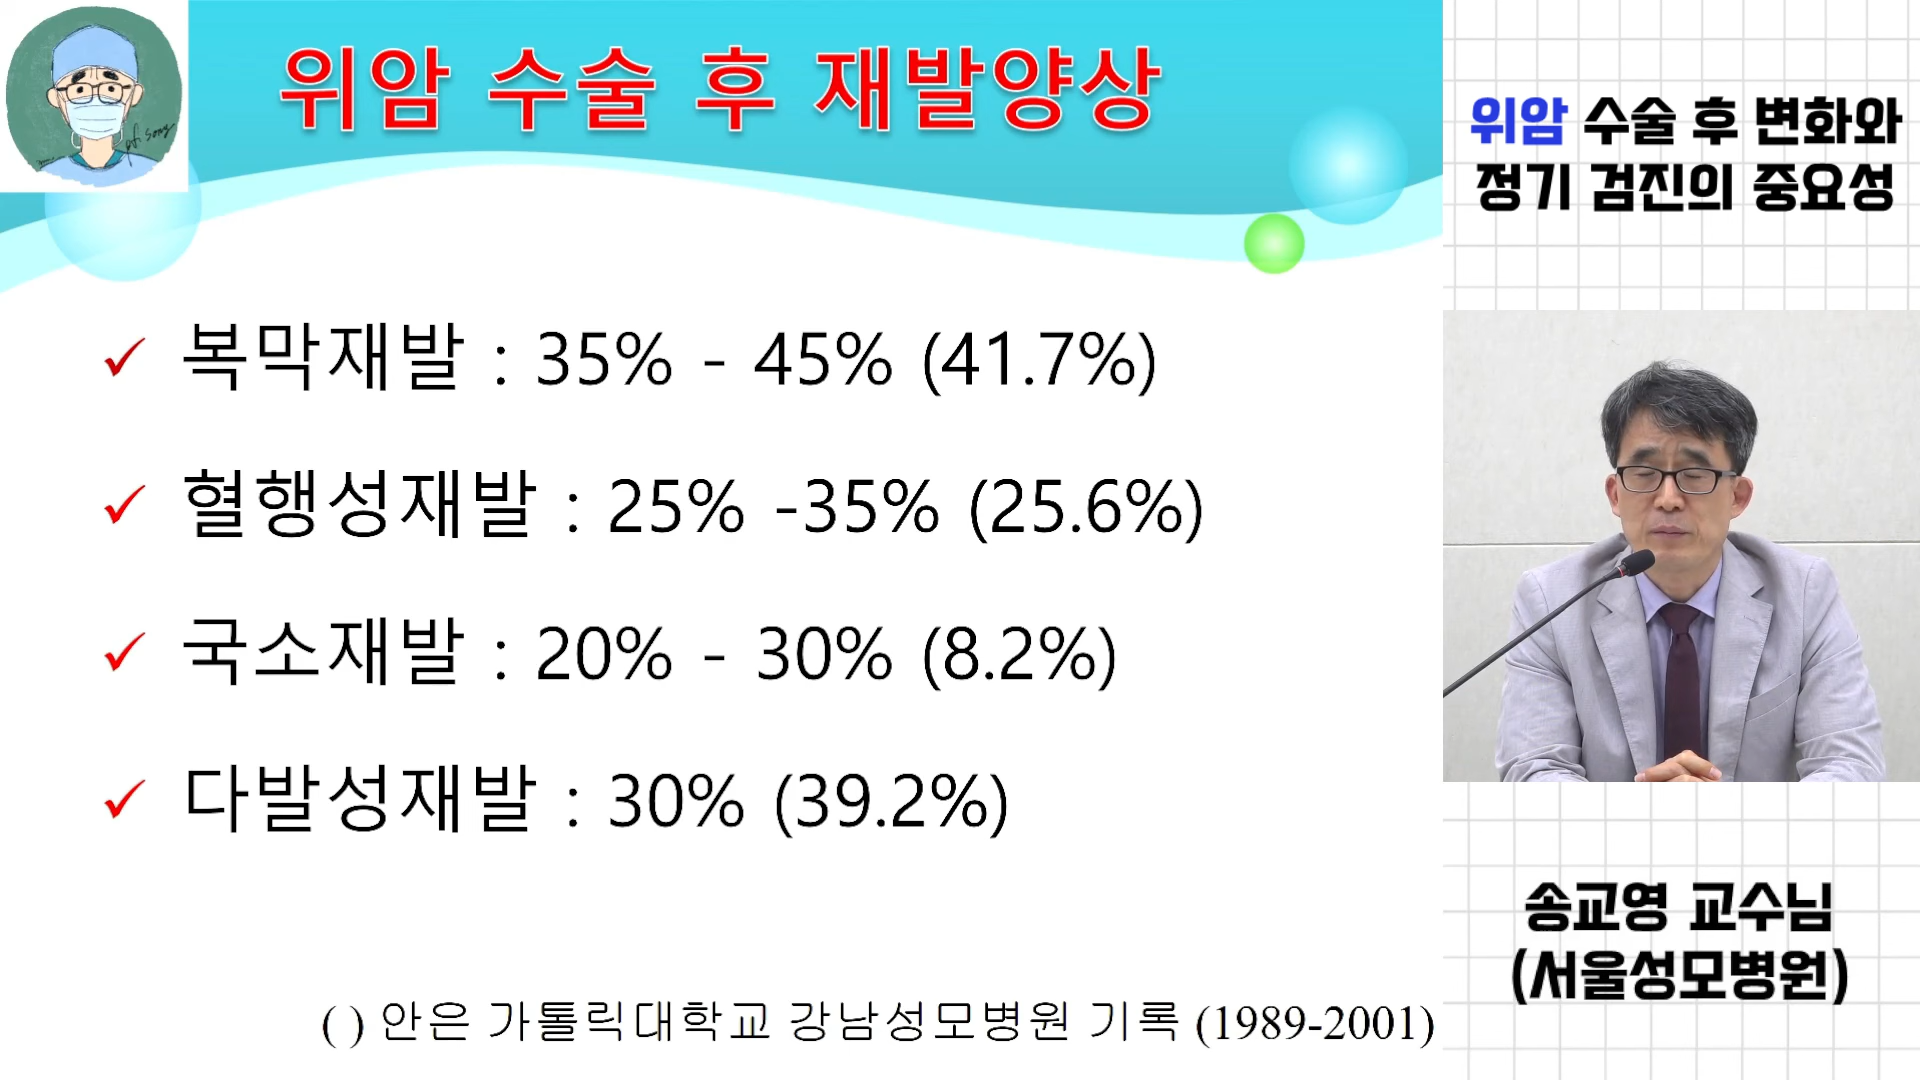 위암 수술 후 재발양상
✓ 복막재발 : 35% - 45% (41.7%)
✓ 혈행성재발 : 25% -35% (25.6%)
✓ 국소재발 : 20% - 30% (8.2%)
✓ 다발성재발 : 30% (39.2%)
( ) 안은 가톨릭대학교 강남성모병원 기록 (1989-2001)
위암 수술 후 변화와
정기 검진의 중요성
송교영 교수님
(서울성모병원)